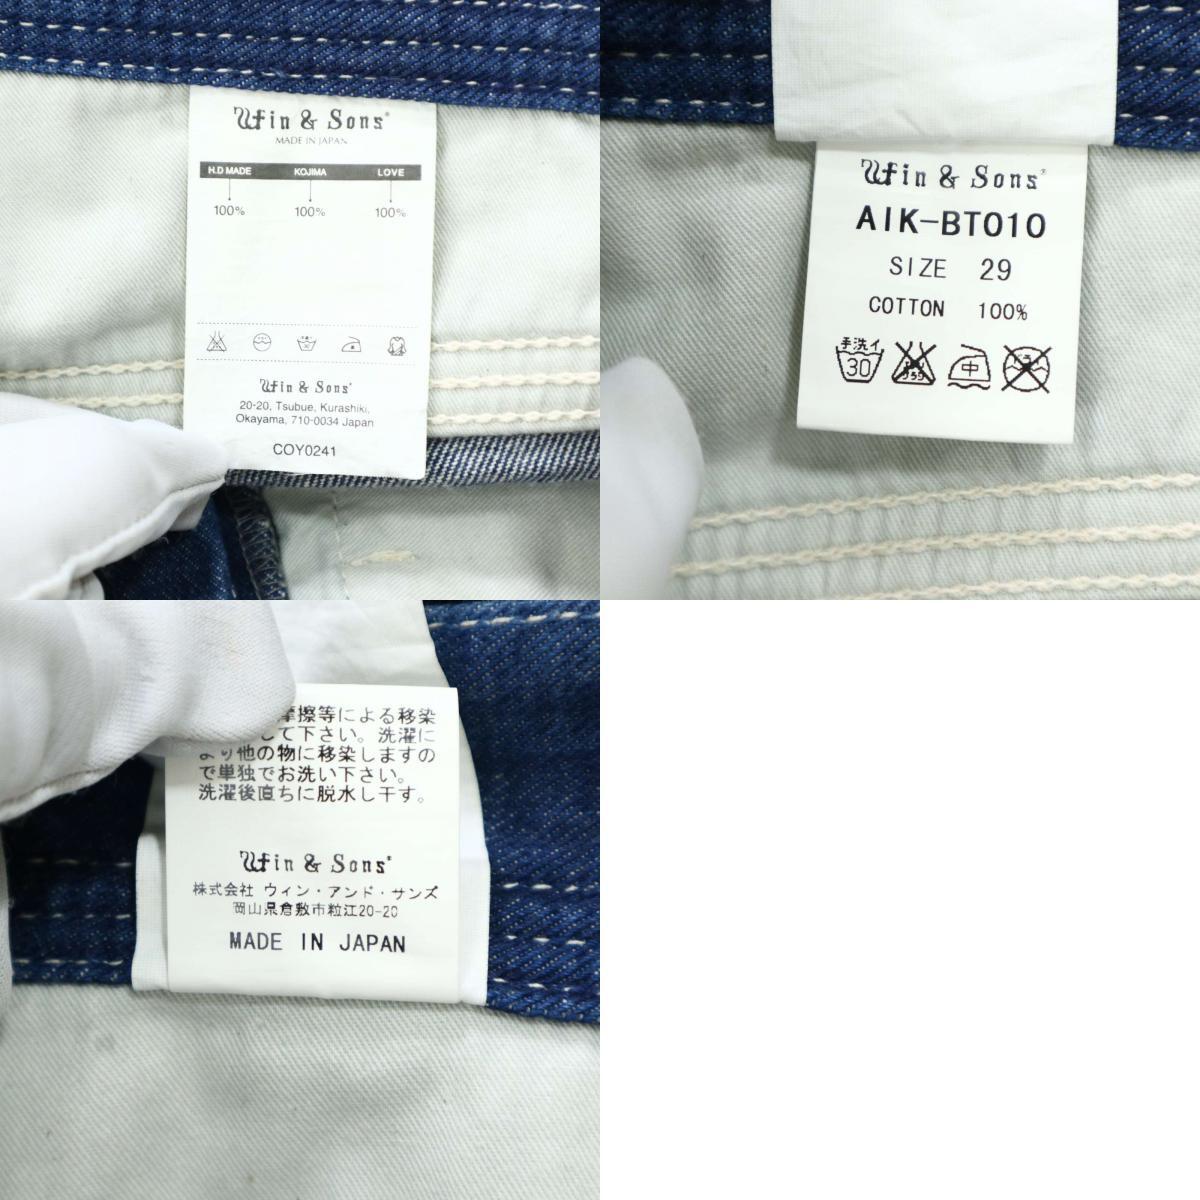 Win & Sons
MADE IN JAPAN
H.D MADE KOJIMA LOVE
100% 100% 100%
Win & Sons
20-20, Tsubue, Kurashiki,
Okayama, 710-0034 Japan
COY0241
Win & Sons
AIK-BT010
SIZE 29
COTTON 100%
手洗イ
30 中
摩擦等による移染
して下さい。洗濯に
より他の物に移染しますの
で単独でお洗い下さい。
洗濯後直ちに脱水し干す。
Win & Sons
株式会社 ウィン・アンド・サンズ
岡山県倉敷市粒江20-20
MADE IN JAPAN